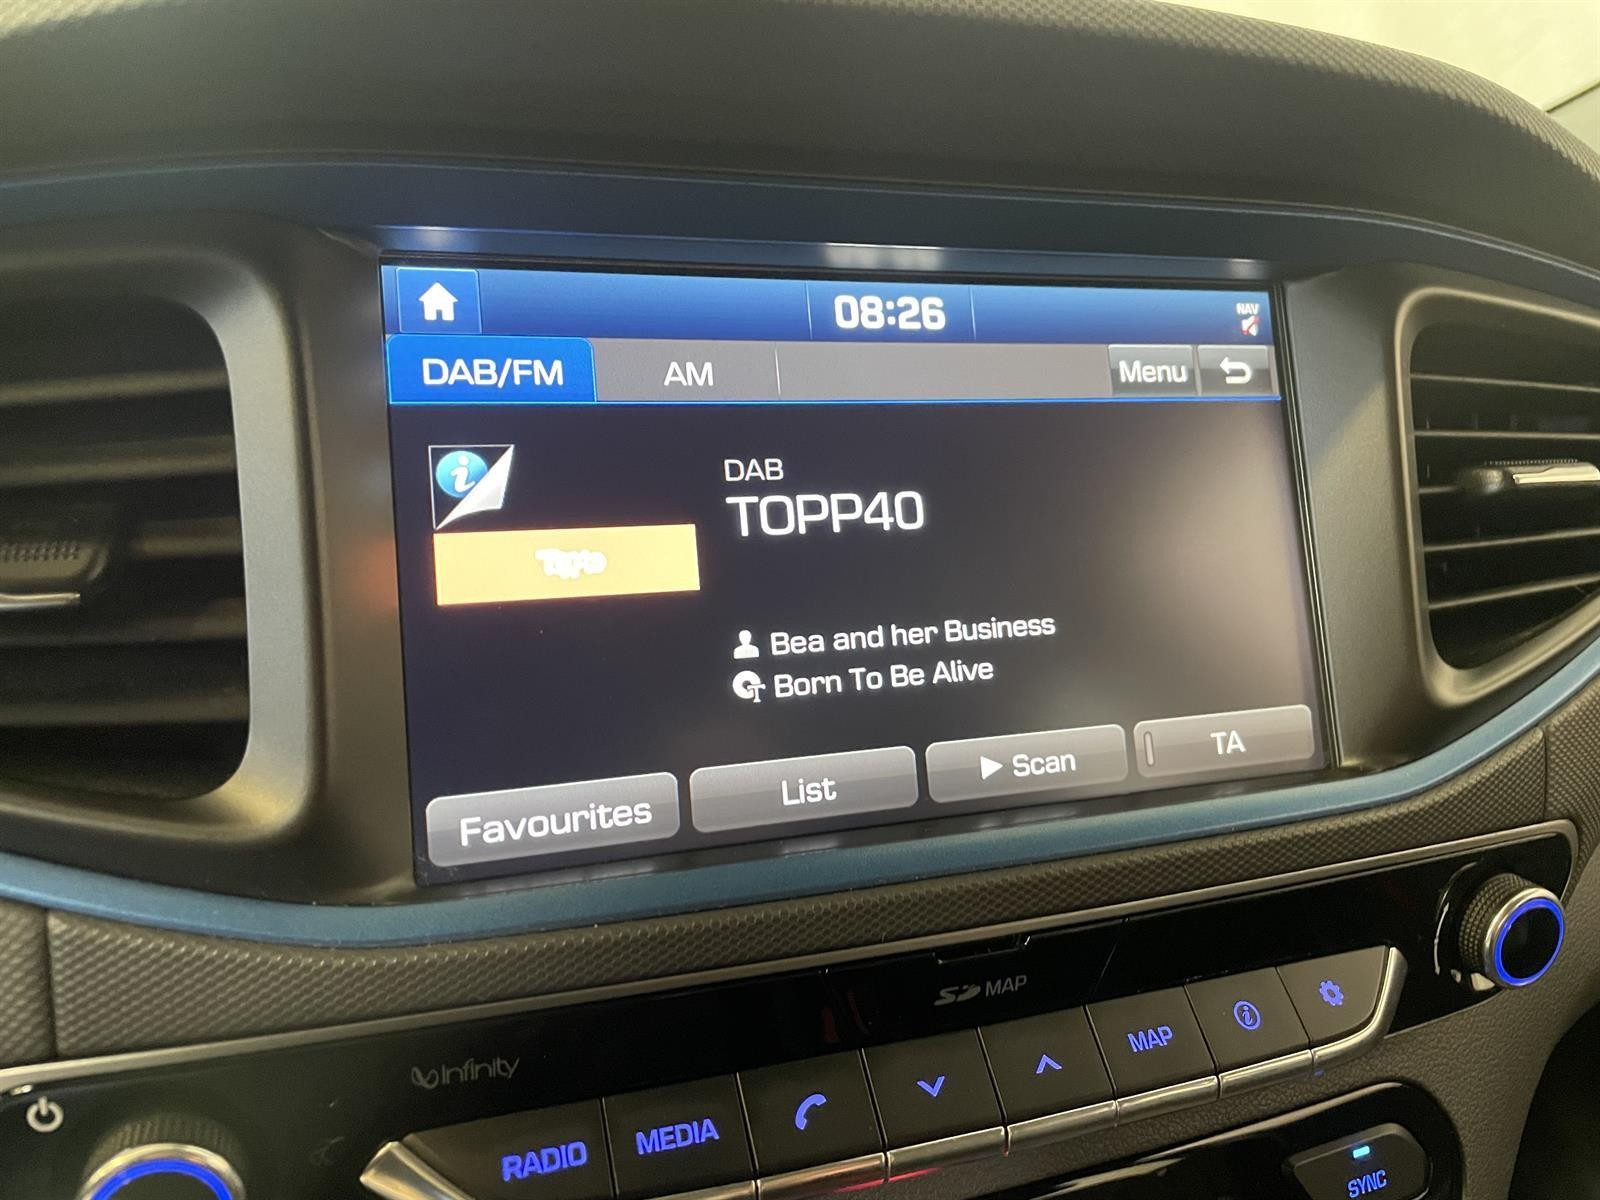 08:26
NAV
DAB/FM
AM
Menu
DAB
TOPP40
Bea and her Business
Born To Be Alive
Favourites
List
Scan
TA
SD MAP
Infinity
RADIO
MEDIA
MAP
SYNC